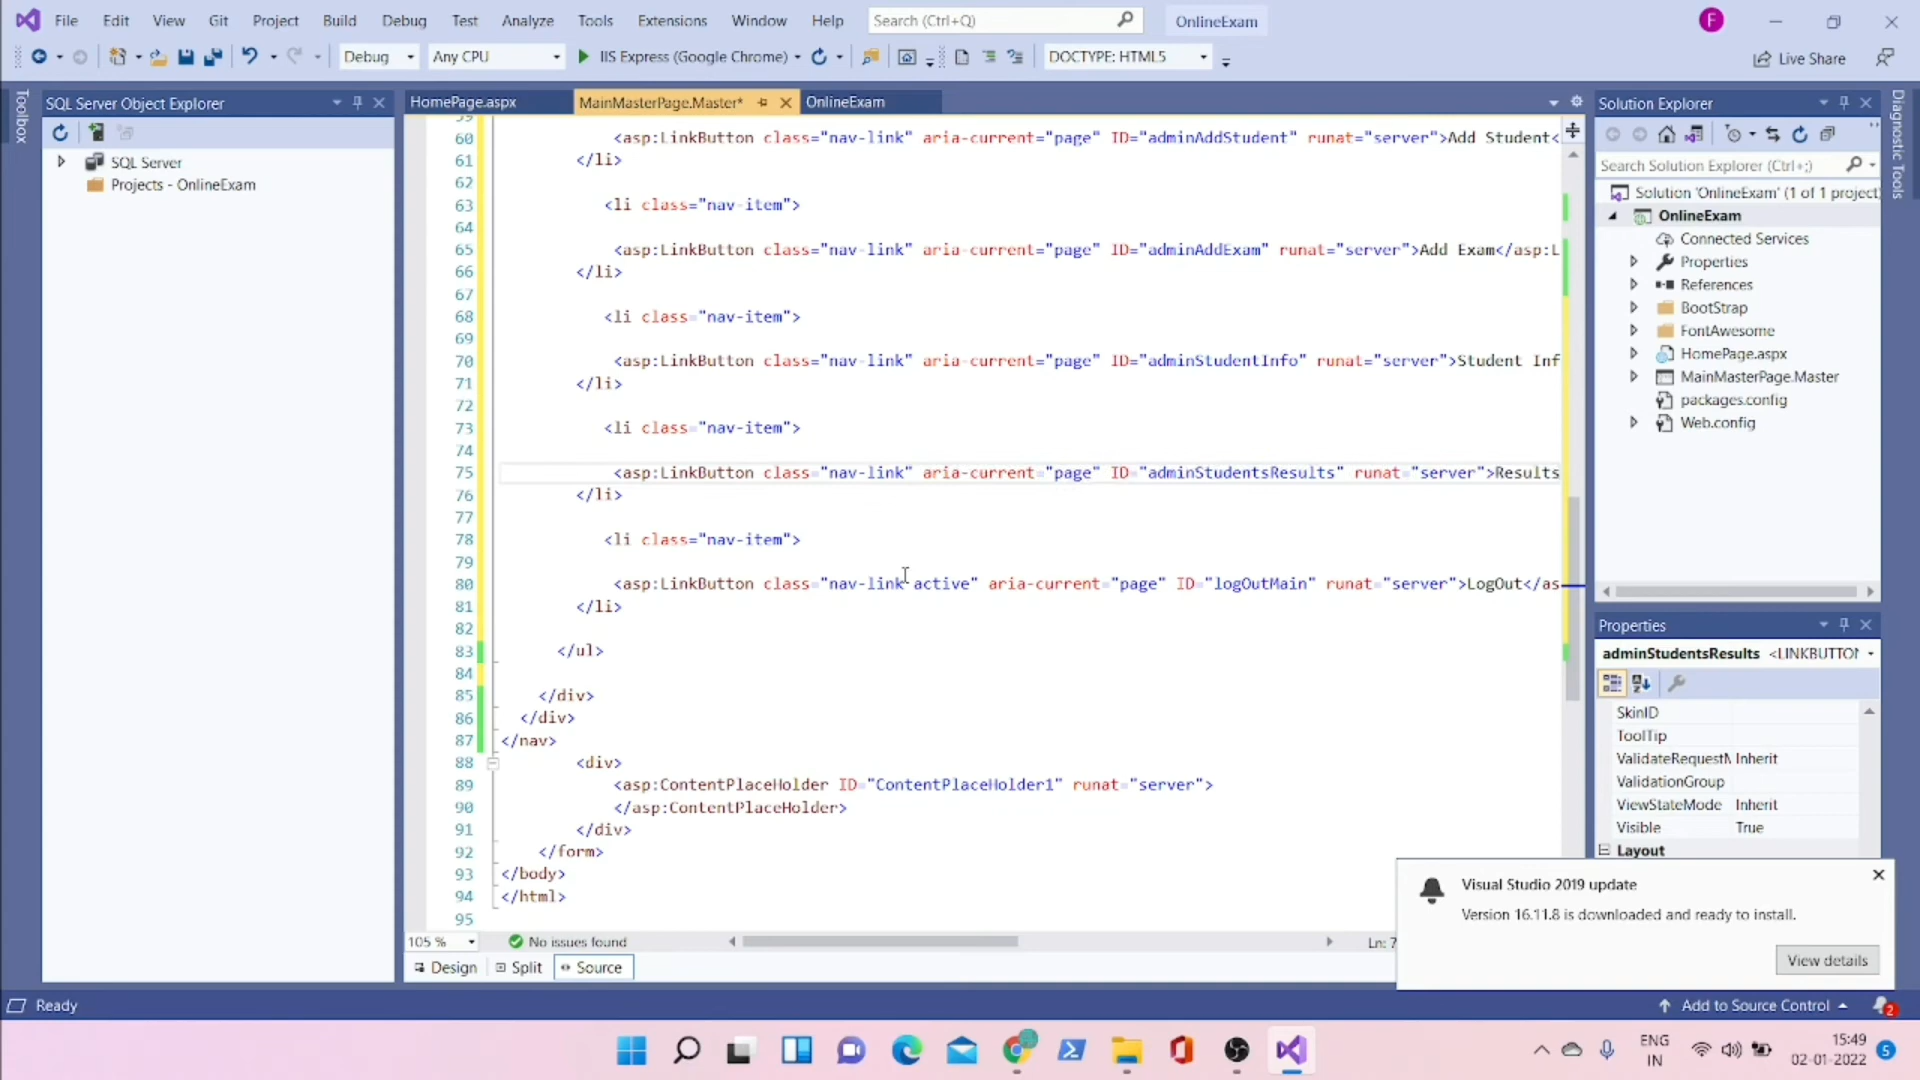 File Edit View Git Project Build Debug Test Analyze Tools Extensions Window Help Search (Ctrl+Q) OnlineExam F
Debug Any CPU IIS Express (Google Chrome) DOCTYPE: HTML5 Live Share
Toolbox
SQL Server Object Explorer
SQL Server
Projects - OnlineExam
HomePage.aspx MainMasterPage.Master* OnlineExam
60 <asp:LinkButton class="nav-link" aria-current="page" ID="adminAddStudent" runat="server">Add Student<
61 </li>
62
63 <li class="nav-item">
64
65 <asp:LinkButton class="nav-link" aria-current="page" ID="adminAddExam" runat="server">Add Exam</asp:L
66 </li>
67
68 <li class="nav-item">
69
70 <asp:LinkButton class="nav-link" aria-current="page" ID="adminStudentInfo" runat="server">Student Inf
71 </li>
72
73 <li class="nav-item">
74
75 <asp:LinkButton class="nav-link" aria-current="page" ID="adminStudentsResults" runat="server">Results
76 </li>
77
78 <li class="nav-item">
79
80 <asp:LinkButton class="nav-link active" aria-current="page" ID="logOutMain" runat="server">LogOut</as
81 </li>
82
83 </ul>
84
85 </div>
86 </div>
87 </nav>
88 <div>
89 <asp:ContentPlaceHolder ID="ContentPlaceHolder1" runat="server">
90 </asp:ContentPlaceHolder>
91 </div>
92 </form>
93 </body>
94 </html>
95
105 % No issues found Ln: 7
Design Split Source
Solution Explorer
Search Solution Explorer (Ctrl+;)
Solution 'OnlineExam' (1 of 1 project
OnlineExam
Connected Services
Properties
References
BootStrap
FontAwesome
HomePage.aspx
MainMasterPage.Master
packages.config
Web.config
Diagnostic Tools
Properties
adminStudentsResults <LINKBUTTON
SkinID
ToolTip
ValidateRequestM Inherit
ValidationGroup
ViewStateMode Inherit
Visible True
Layout
Visual Studio 2019 update
Version 16.11.8 is downloaded and ready to install.
View details
Ready Add to Source Control 2
ENG
IN
15:49
02-01-2022
5